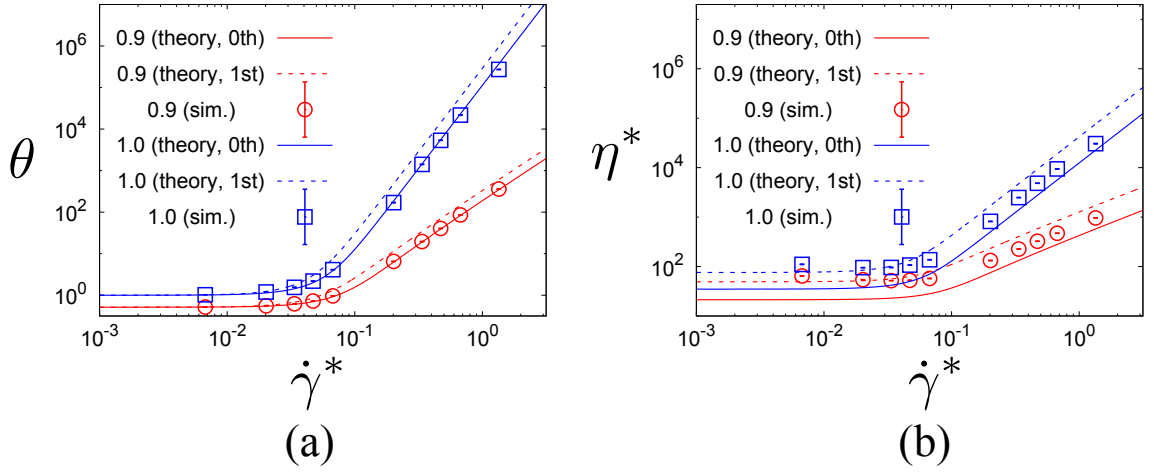 10^6
10^4
10^2
10^0
θ
0.9 (theory, 0th)
0.9 (theory, 1st)
0.9 (sim.)
1.0 (theory, 0th)
1.0 (theory, 1st)
1.0 (sim.)
10^-3 10^-2 10^-1 10^0
γ̇*
(a)
10^6
10^4
10^2
η*
0.9 (theory, 0th)
0.9 (theory, 1st)
0.9 (sim.)
1.0 (theory, 0th)
1.0 (theory, 1st)
1.0 (sim.)
10^-3 10^-2 10^-1 10^0
γ̇*
(b)